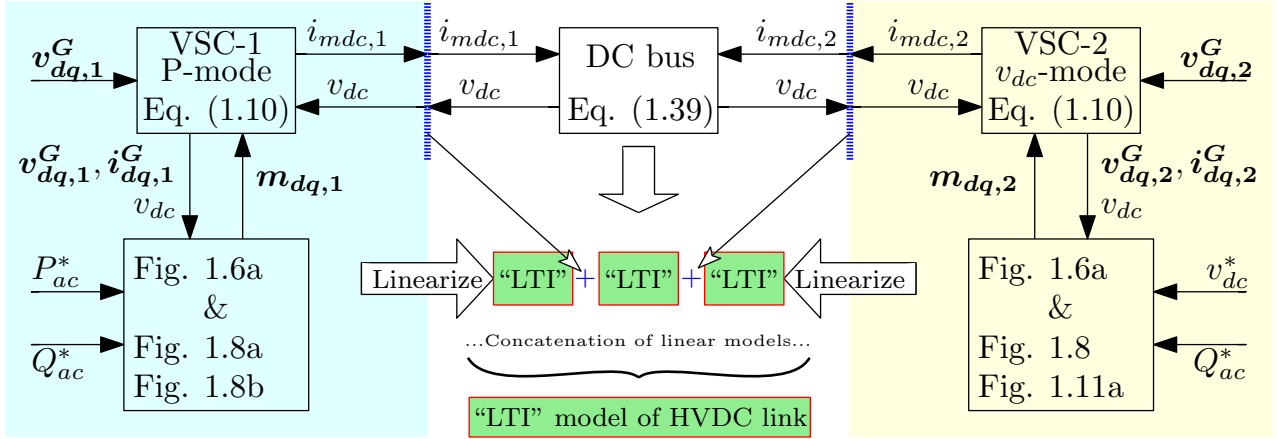 VSC-1
P-mode
Eq. (1.10)
v^G_{dq,1}
i_{mdc,1}
i_{mdc,1}
v_{dc}
v_{dc}
DC bus
Eq. (1.39)
i_{mdc,2}
i_{mdc,2}
v_{dc}
v_{dc}
VSC-2
v_{dc}-mode
Eq. (1.10)
v^G_{dq,2}
v^G_{dq,1}, i^G_{dq,1}
v_{dc}
m_{dq,1}
m_{dq,2}
v^G_{dq,2}, i^G_{dq,2}
v_{dc}
P^*_{ac}
Q^*_{ac}
Fig. 1.6a
&
Fig. 1.8a
Fig. 1.8b
Linearize
“LTI” + “LTI” + “LTI”
Linearize
...Concatenation of linear models...
“LTI” model of HVDC link
Fig. 1.6a
&
Fig. 1.8
Fig. 1.11a
v^*_{dc}
Q^*_{ac}